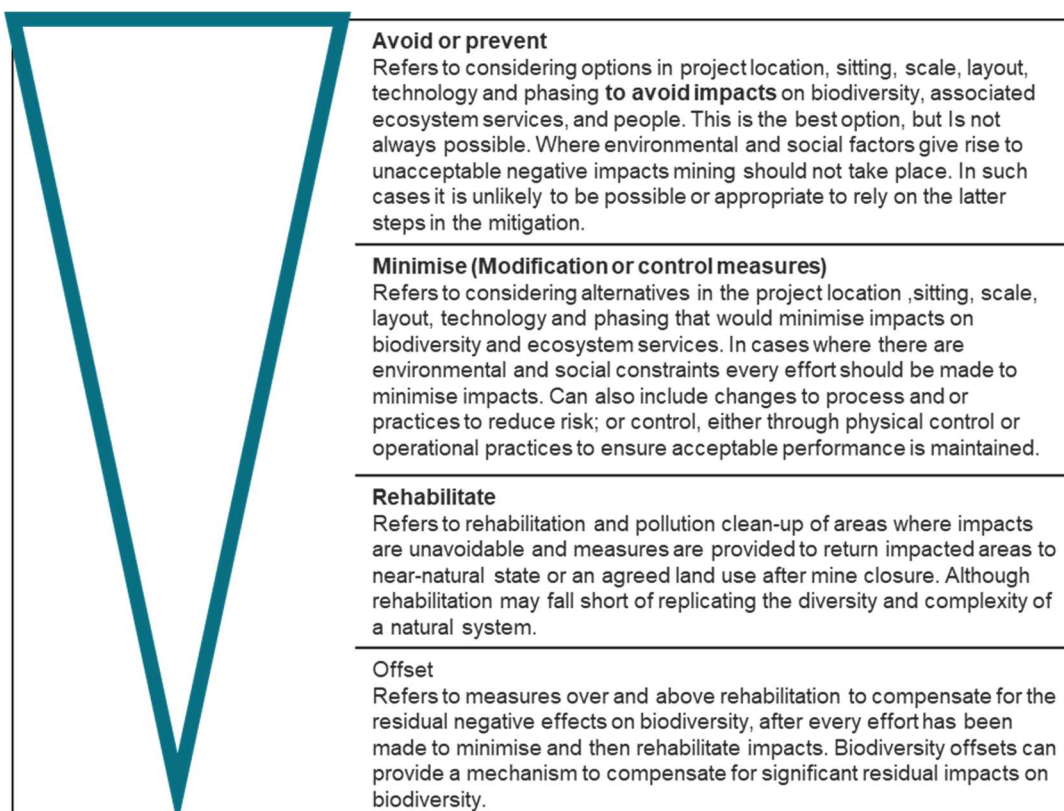 Avoid or prevent
Refers to considering options in project location, sitting, scale, layout,
technology and phasing to avoid impacts on biodiversity, associated
ecosystem services, and people. This is the best option, but Is not
always possible. Where environmental and social factors give rise to
unacceptable negative impacts mining should not take place. In such
cases it is unlikely to be possible or appropriate to rely on the latter
steps in the mitigation.
Minimise (Modification or control measures)
Refers to considering alternatives in the project location ,sitting, scale,
layout, technology and phasing that would minimise impacts on
biodiversity and ecosystem services. In cases where there are
environmental and social constraints every effort should be made to
minimise impacts. Can also include changes to process and or
practices to reduce risk; or control, either through physical control or
operational practices to ensure acceptable performance is maintained.
Rehabilitate
Refers to rehabilitation and pollution clean-up of areas where impacts
are unavoidable and measures are provided to return impacted areas to
near-natural state or an agreed land use after mine closure. Although
rehabilitation may fall short of replicating the diversity and complexity of
a natural system.
Offset
Refers to measures over and above rehabilitation to compensate for the
residual negative effects on biodiversity, after every effort has been
made to minimise and then rehabilitate impacts. Biodiversity offsets can
provide a mechanism to compensate for significant residual impacts on
biodiversity.